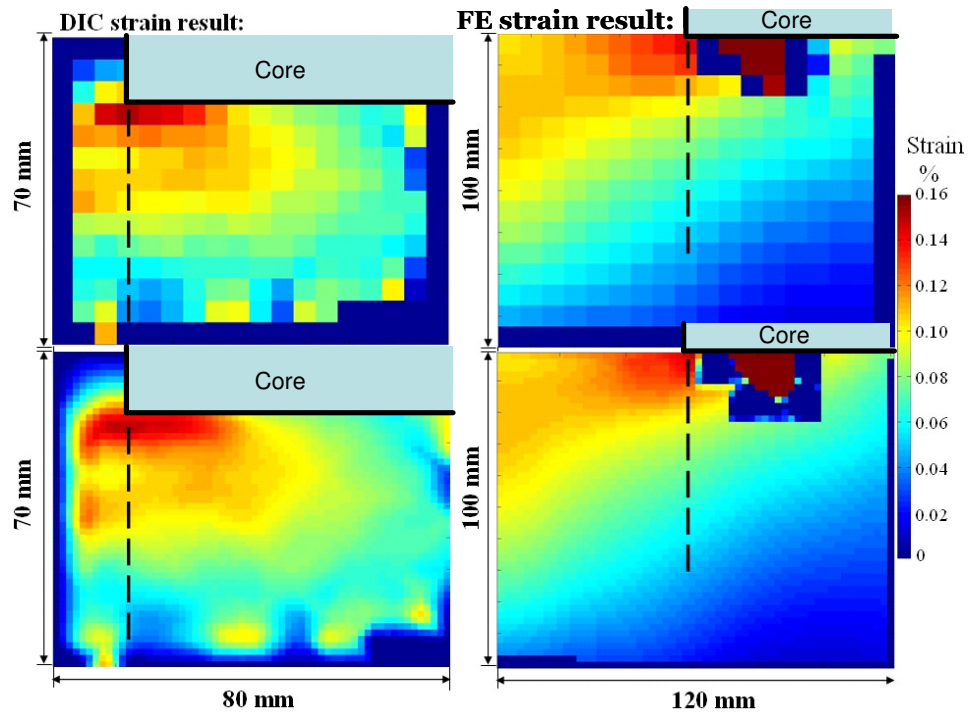 DIC strain result:
FE strain result:
Core
Core
70 mm
100 mm
Strain
%
0.16
0.14
0.12
0.10
0.08
0.06
0.04
0.02
0
Core
Core
70 mm
100 mm
80 mm
120 mm